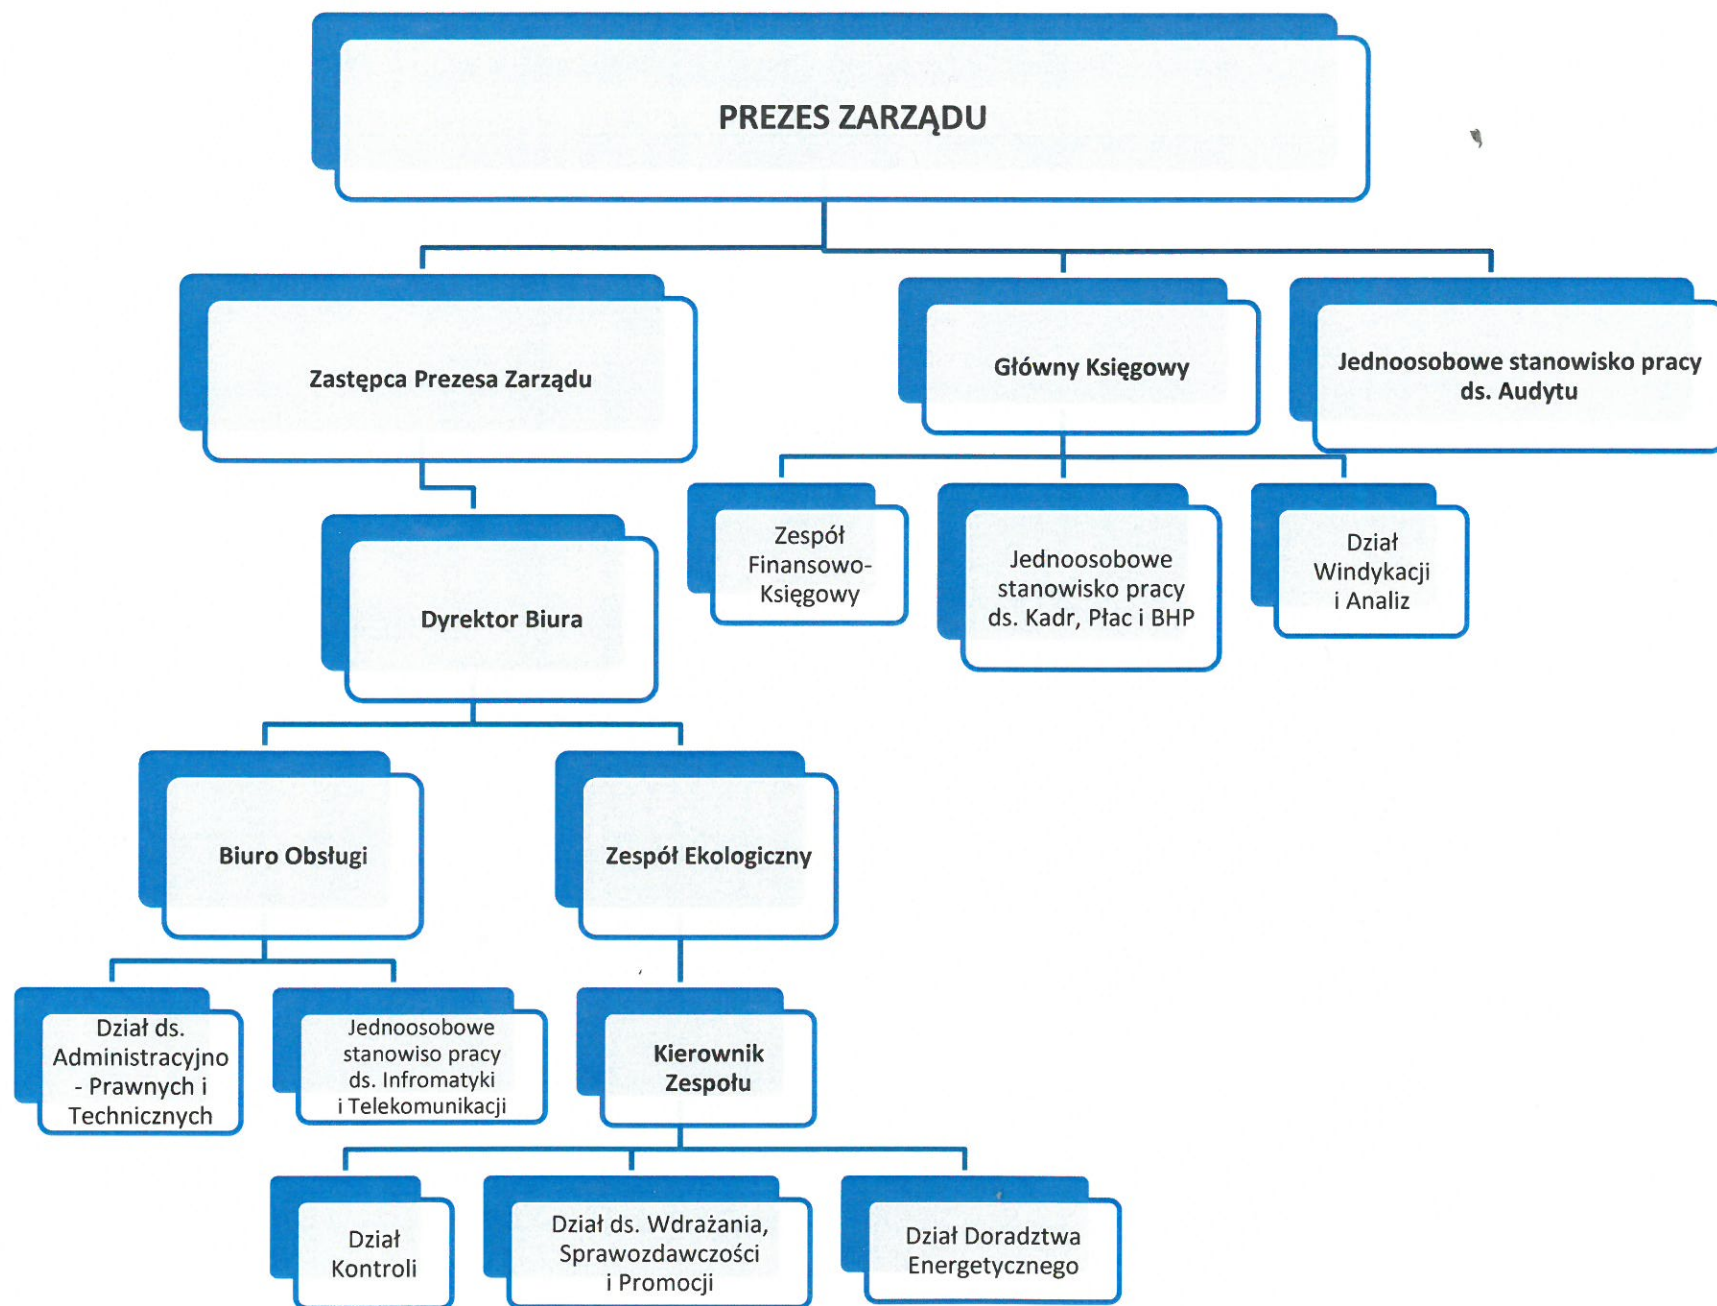 PREZES ZARZĄDU
Zastępca Prezesa Zarządu
Główny Księgowy
Jednoosobowe stanowisko pracy
ds. Audytu
Zespół
Finansowo-
Księgowy
Jednoosobowe
stanowisko pracy
ds. Kadr, Płac i BHP
Dział
Windykacji
i Analiz
Dyrektor Biura
Biuro Obsługi
Zespół Ekologiczny
Dział ds.
Administracyjno
- Prawnych i
Technicznych
Jednoosobowe
stanowiso pracy
ds. Infromatyki
i Telekomunikacji
Kierownik
Zespołu
Dział
Kontroli
Dział ds. Wdrażania,
Sprawozdawczości
i Promocji
Dział Doradztwa
Energetycznego